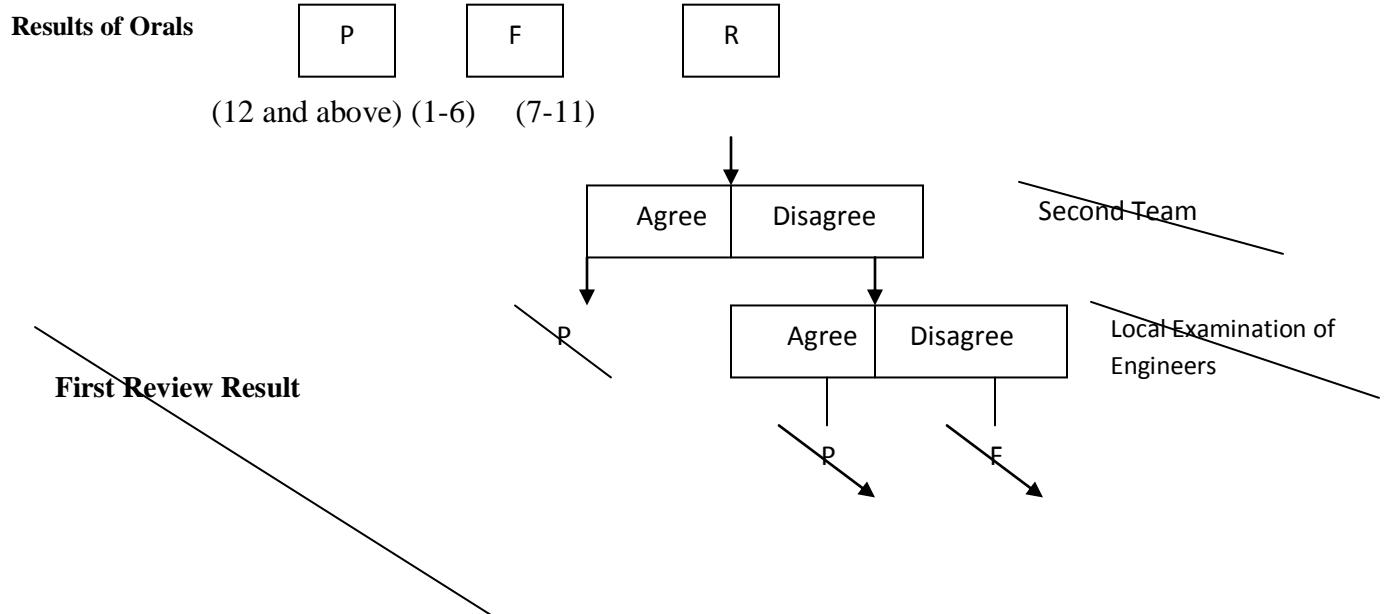 Results of Orals P F R
(12 and above) (1-6) (7-11)
Agree Disagree Second Team
P Agree Disagree Local Examination of
Engineers
First Review Result
P F